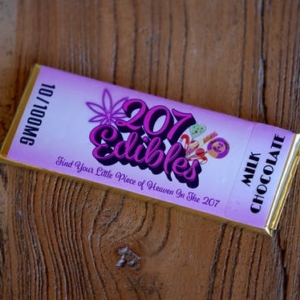 10/100MG
207
Edibles
Find Your Little Piece of Heaven In The 207
MILK
CHOCOLATE